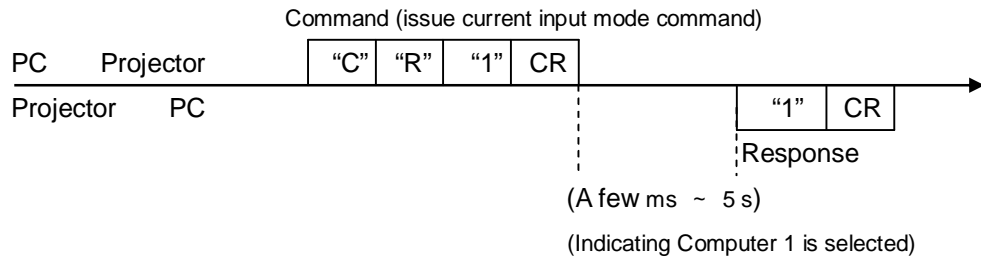 Command (issue current input mode command)
PC Projector “C” “R” “1” CR
Projector PC “1” CR
Response
(A few ms ~ 5 s)
(Indicating Computer 1 is selected)